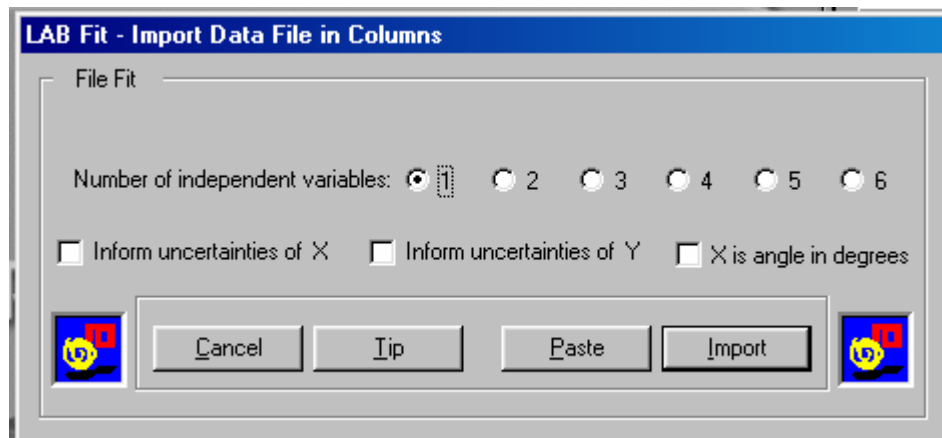 LAB Fit - Import Data File in Columns
File Fit
Number of independent variables: 1 2 3 4 5 6
Inform uncertainties of X Inform uncertainties of Y X is angle in degrees
Cancel Tip Paste Import